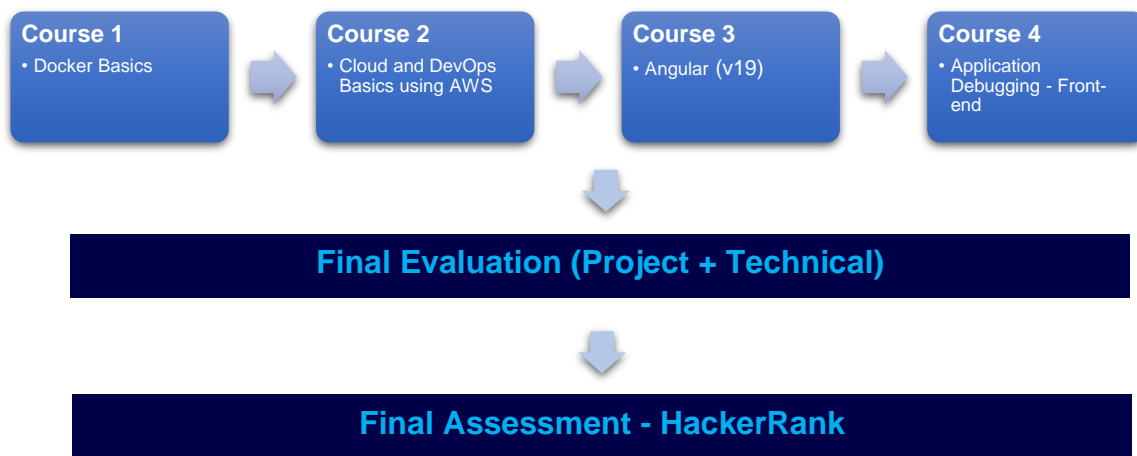 Course 1
• Docker Basics
Course 2
• Cloud and DevOps
Basics using AWS
Course 3
• Angular (v19)
Course 4
• Application
Debugging - Front-
end
Final Evaluation (Project + Technical)
Final Assessment - HackerRank